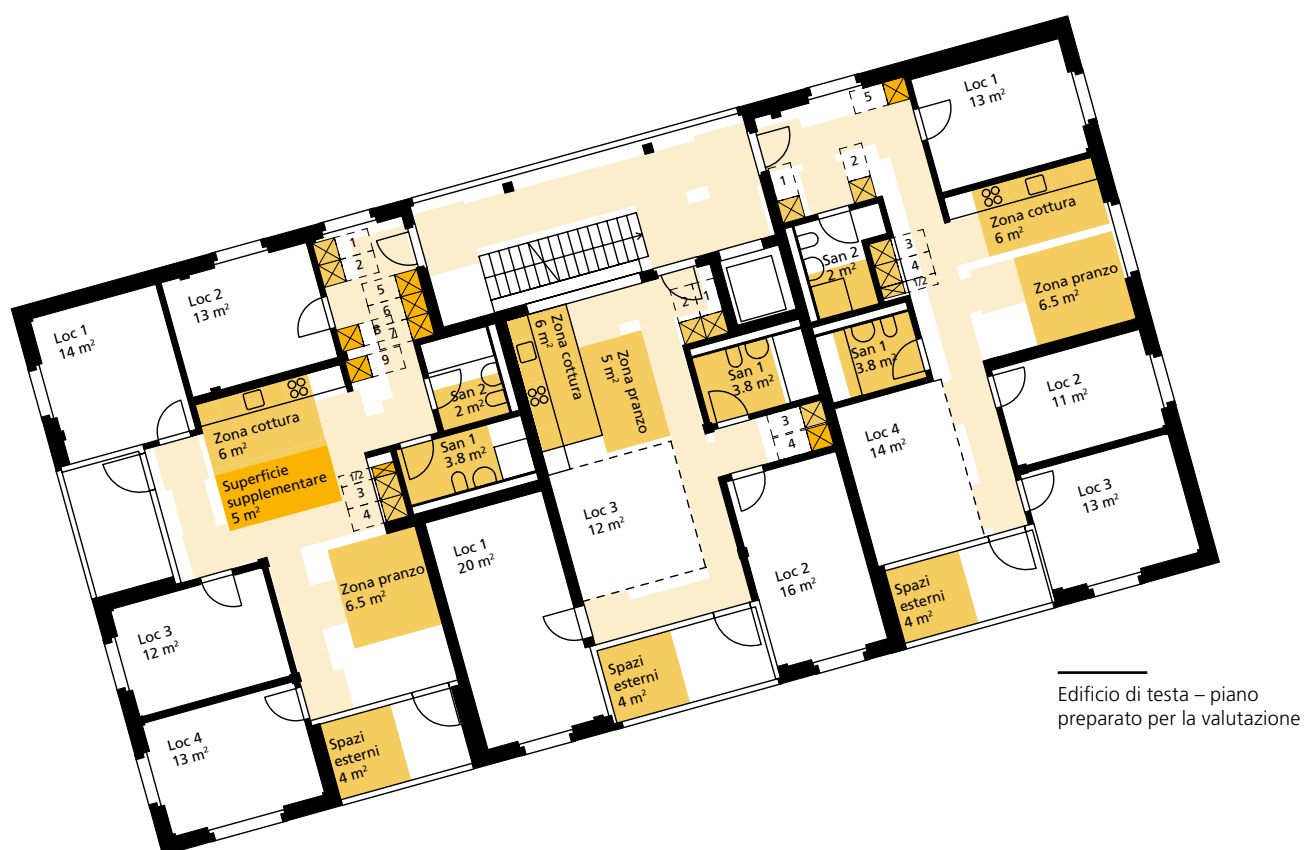 Loc 1
14 m²
Loc 2
13 m²
1
2
5
6
7
8
9
Zona cottura
6 m²
Superficie
supplementare
5 m²
1/2
3
4
San 2
2 m²
San 1
3.8 m²
Zona pranzo
6.5 m²
Loc 3
12 m²
Loc 4
13 m²
Spazi
esterni
4 m²
Loc 1
20 m²
Zona cottura
6 m²
Zona pranzo
5 m²
2
1
San 1
3.8 m²
3
4
Loc 3
12 m²
Loc 2
16 m²
Spazi
esterni
4 m²
5
1
2
Loc 1
13 m²
San 2
2 m²
3
4
1/2
Zona cottura
6 m²
Zona pranzo
6.5 m²
San 1
3.8 m²
Loc 2
11 m²
Loc 4
14 m²
Loc 3
13 m²
Spazi
esterni
4 m²
Edificio di testa – piano
preparato per la valutazione